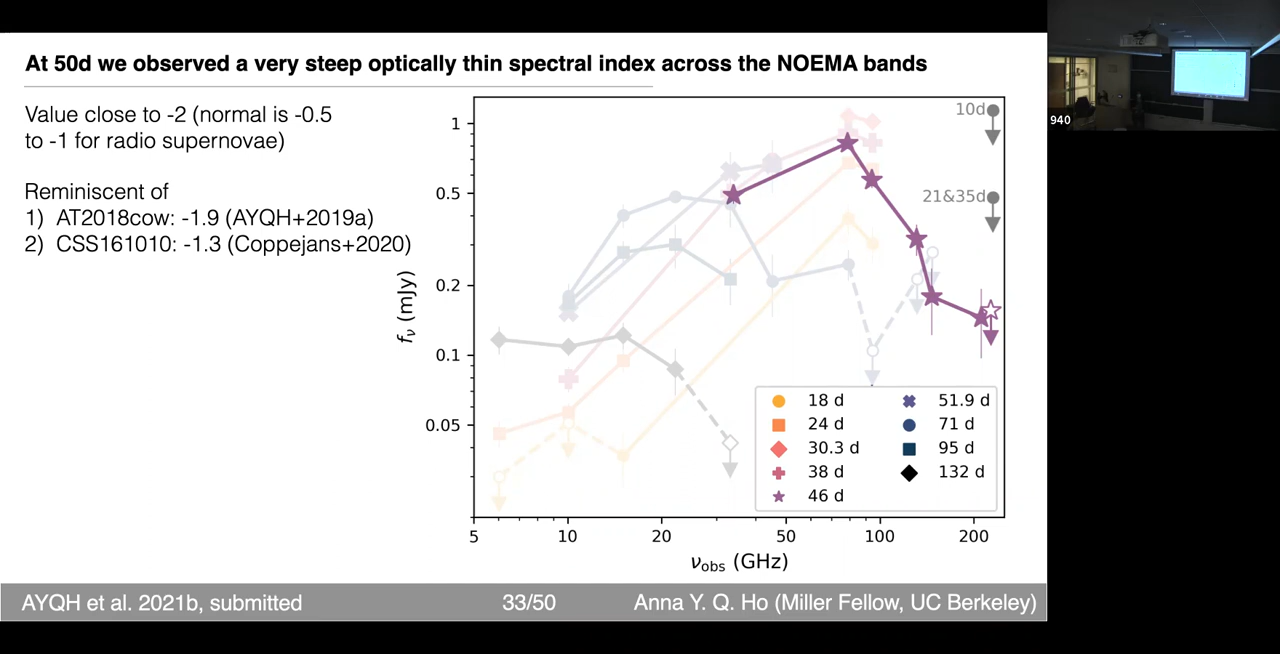 At 50d we observed a very steep optically thin spectral index across the NOEMA bands
Value close to -2 (normal is -0.5
to -1 for radio supernovae)
Reminiscent of
1) AT2018cow: -1.9 (AYQH+2019a)
2) CSS161010: -1.3 (Coppejans+2020)
1
0.5
0.2
0.1
0.05
fν (mJy)
10d
21&35d
18 d
24 d
30.3 d
38 d
46 d
51.9 d
71 d
95 d
132 d
5
10
20
50
100
200
νobs (GHz)
AYQH et al. 2021b, submitted
33/50
Anna Y. Q. Ho (Miller Fellow, UC Berkeley)
940